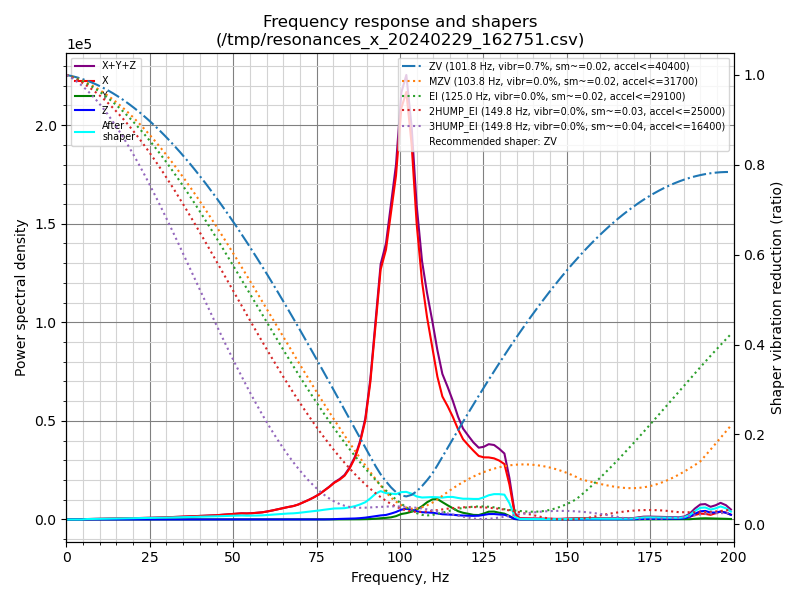 Frequency response and shapers
(/tmp/resonances_x_20240229_162751.csv)
1e5
X+Y+Z
X
Y
Z
After
shaper
ZV (101.8 Hz, vibr=0.7%, sm~=0.02, accel<=40400)
MZV (103.8 Hz, vibr=0.0%, sm~=0.02, accel<=31700)
EI (125.0 Hz, vibr=0.0%, sm~=0.02, accel<=29100)
2HUMP_EI (149.8 Hz, vibr=0.0%, sm~=0.03, accel<=25000)
3HUMP_EI (149.8 Hz, vibr=0.0%, sm~=0.04, accel<=16400)
Recommended shaper: ZV
Power spectral density
2.0
1.5
1.0
0.5
0.0
1.0
0.8
0.6
0.4
0.2
0.0
Shaper vibration reduction (ratio)
0 25 50 75 100 125 150 175 200
Frequency, Hz